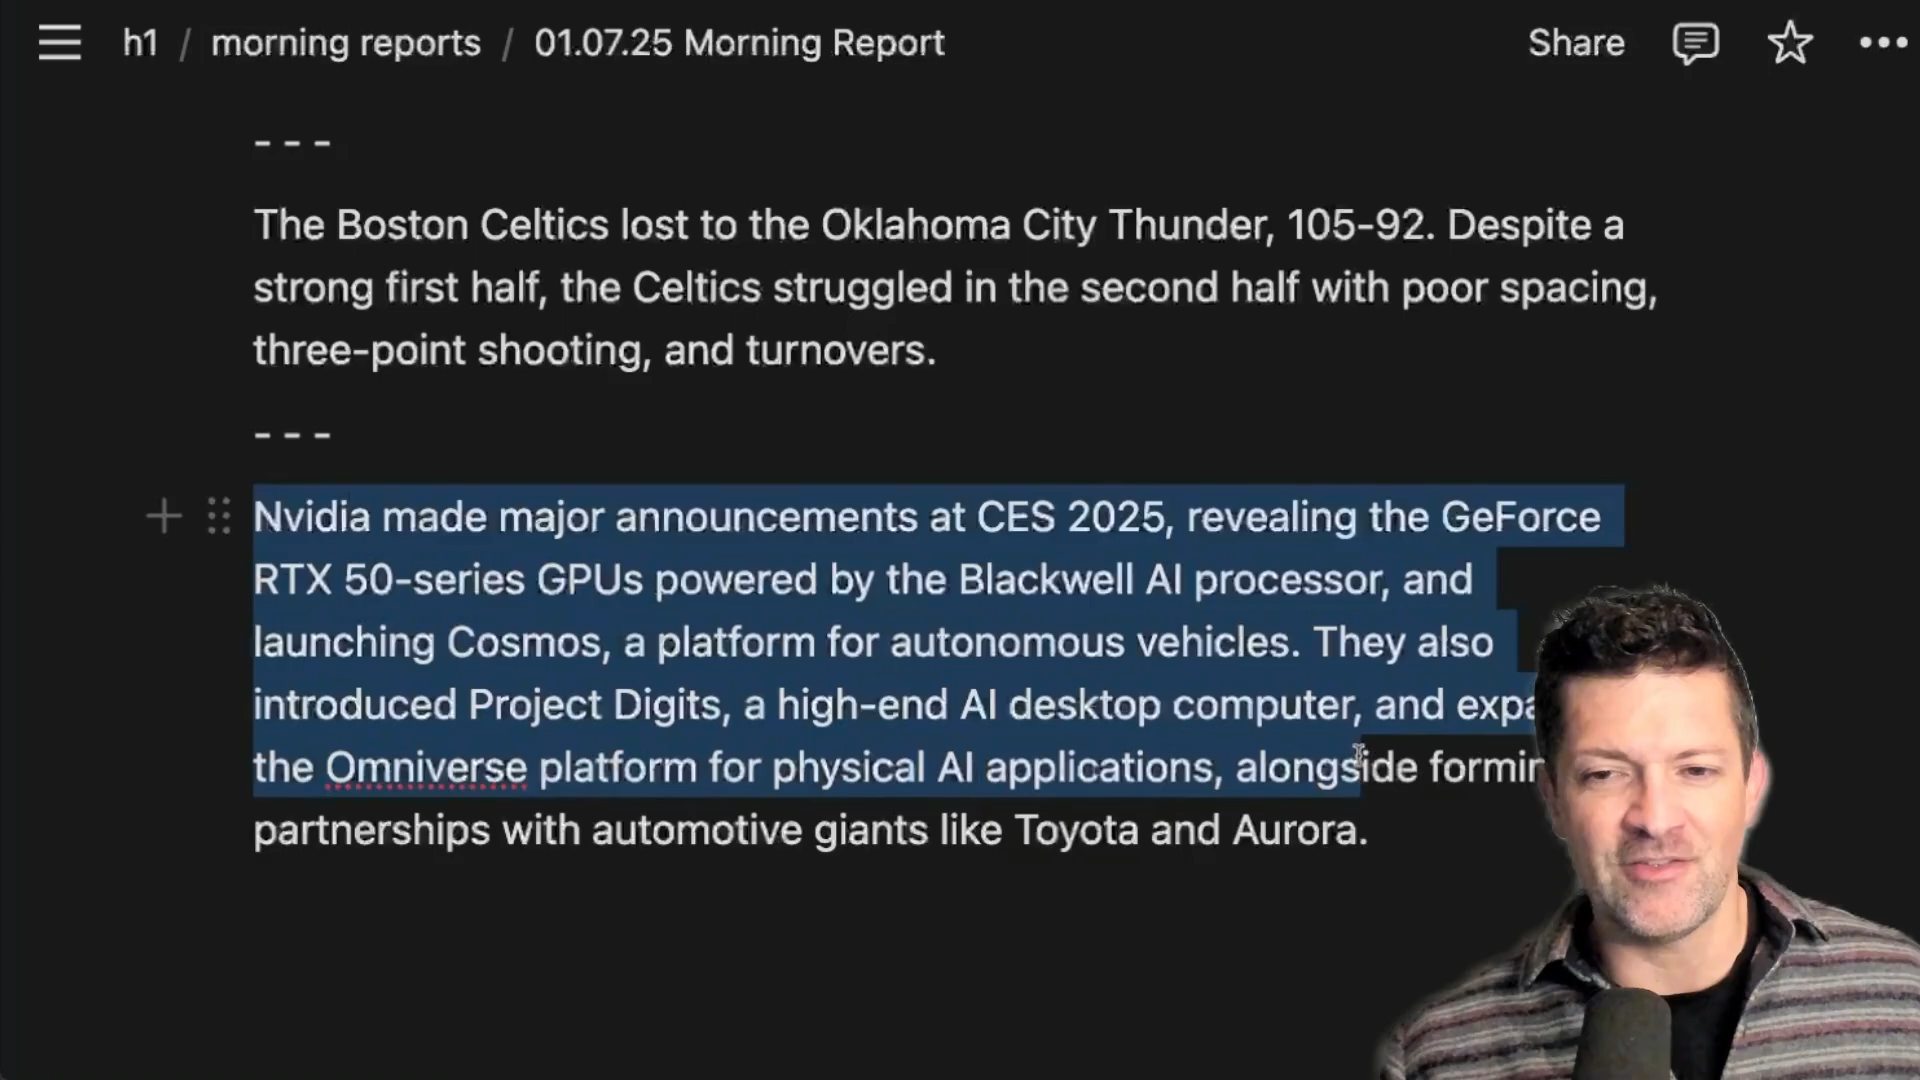 h1 / morning reports / 01.07.25 Morning Report Share
- - -
The Boston Celtics lost to the Oklahoma City Thunder, 105-92. Despite a
strong first half, the Celtics struggled in the second half with poor spacing,
three-point shooting, and turnovers.
- - -
Nvidia made major announcements at CES 2025, revealing the GeForce
RTX 50-series GPUs powered by the Blackwell AI processor, and
launching Cosmos, a platform for autonomous vehicles. They also
introduced Project Digits, a high-end AI desktop computer, and
the Omniverse platform for physical AI applications, alongside
partnerships with automotive giants like Toyota and Aurora.